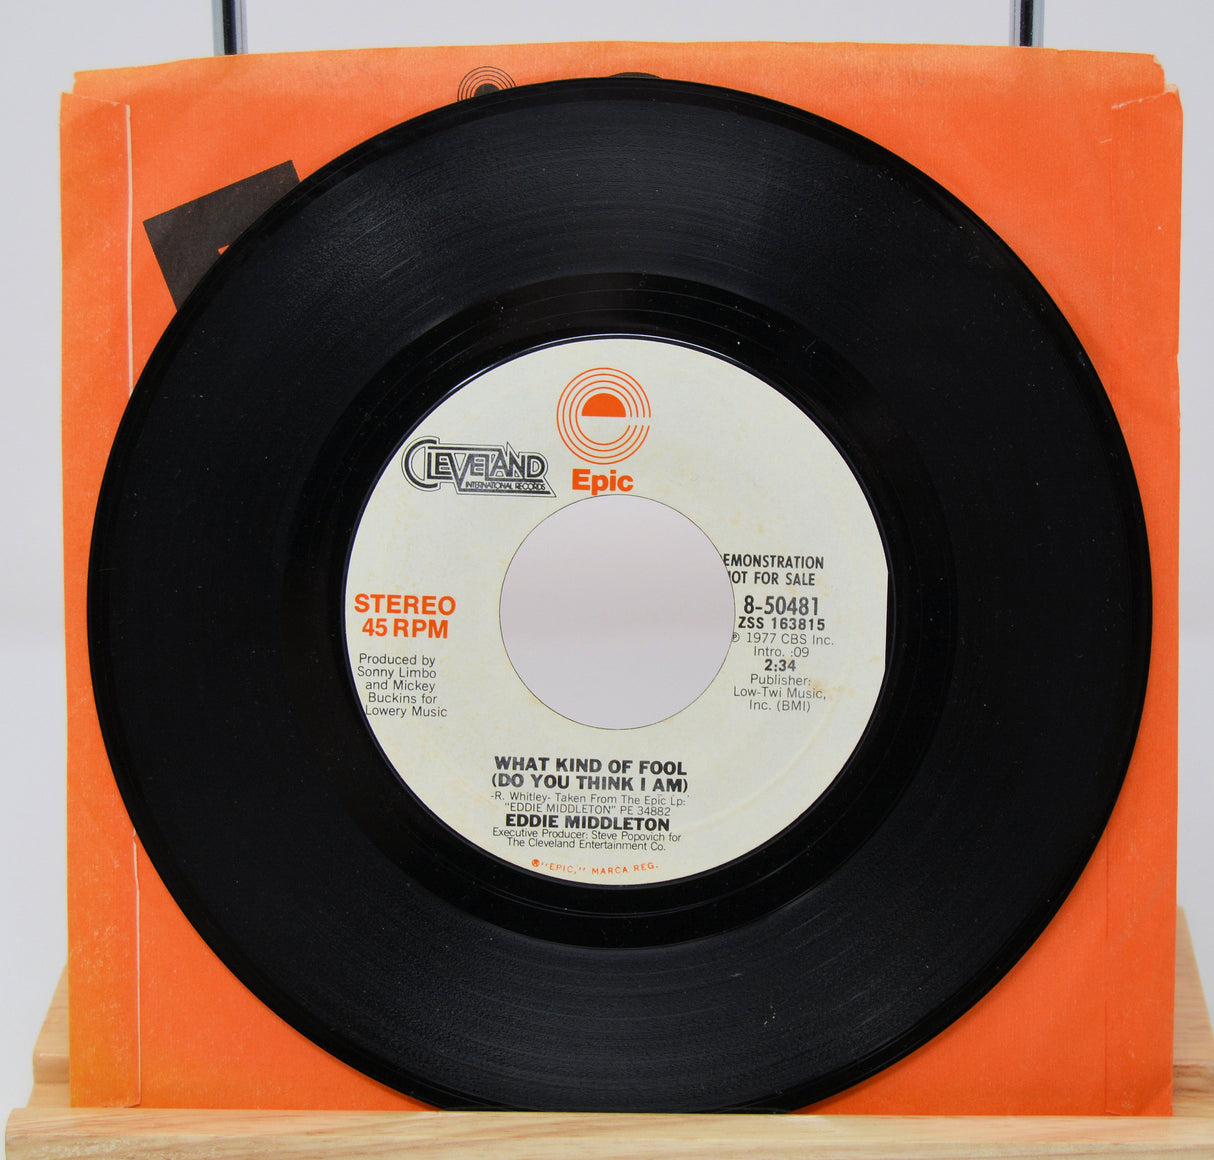 CLEVELAND
INTERNATIONAL RECORDS
Epic
EMONSTRATION
OT FOR SALE
8-50481
ZSS 163815
℗ 1977 CBS Inc.
Intro. :09
2:34
Publisher:
Low-Twi Music,
Inc. (BMI)
STEREO
45 RPM
Produced by
Sonny Limbo
and Mickey
Buckins for
Lowery Music
WHAT KIND OF FOOL
(DO YOU THINK I AM)
-R. Whitley- Taken From The Epic Lp:
"EDDIE MIDDLETON" PE 34882
EDDIE MIDDLETON
Executive Producer: Steve Popovich for
The Cleveland Entertainment Co.
"EPIC," MARCA REG.